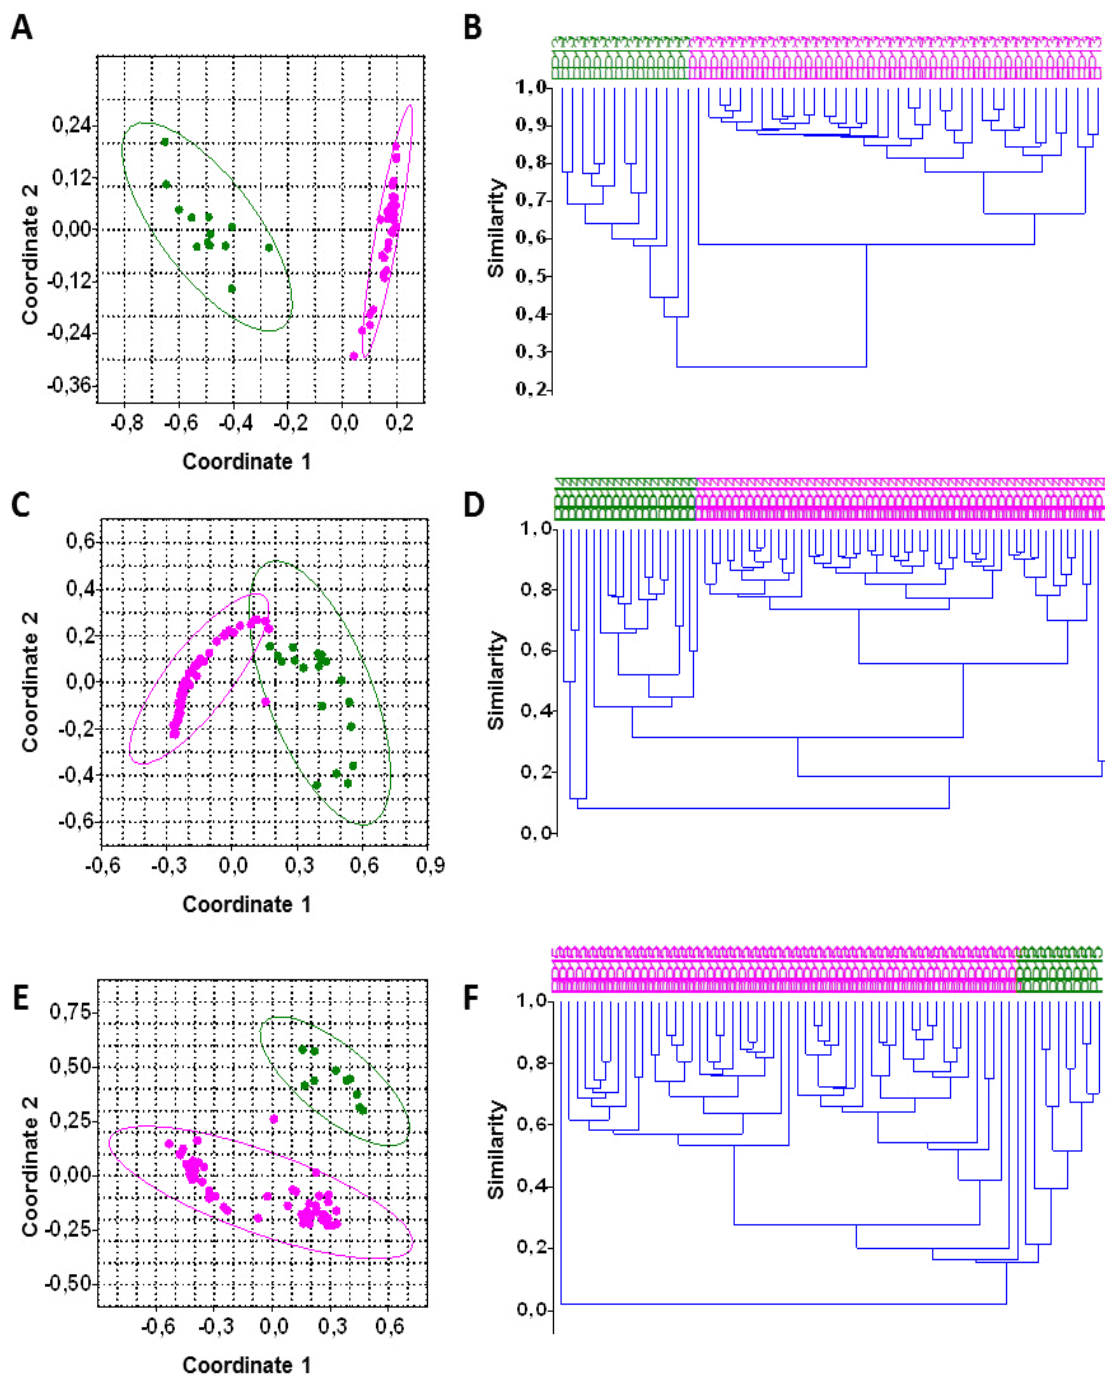 A
0,24
0,12
0,00
-0,12
-0,24
-0,36
Coordinate 2
-0,8 -0,6 -0,4 -0,2 0,0 0,2
Coordinate 1
B
1.0
0,9
0,8
0,7
0,6
0,5
0,4
0,3
0,2
Similarity
C
0,6
0,4
0,2
0,0
-0,2
-0,4
-0,6
Coordinate 2
-0,6 -0,3 0,0 0,3 0,6 0,9
Coordinate 1
D
1.0
0,8
0,6
0,4
0,2
0,0
Similarity
E
0,75
0,50
0,25
0,00
-0,25
-0,50
Coordinate 2
-0,6 -0,3 0,0 0,3 0,6
Coordinate 1
F
1.0
0,8
0,6
0,4
0,2
0,0
Similarity